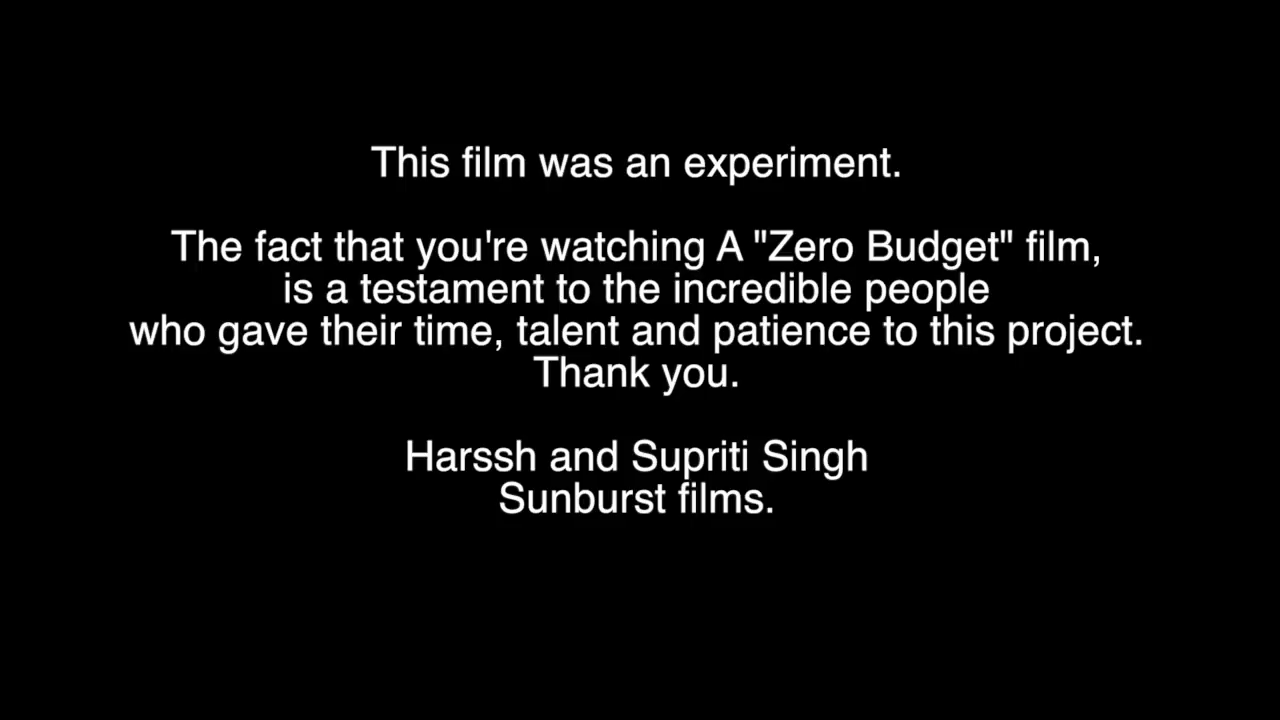 This film was an experiment.
The fact that you're watching A "Zero Budget" film,
is a testament to the incredible people
who gave their time, talent and patience to this project.
Thank you.
Harssh and Supriti Singh
Sunburst films.